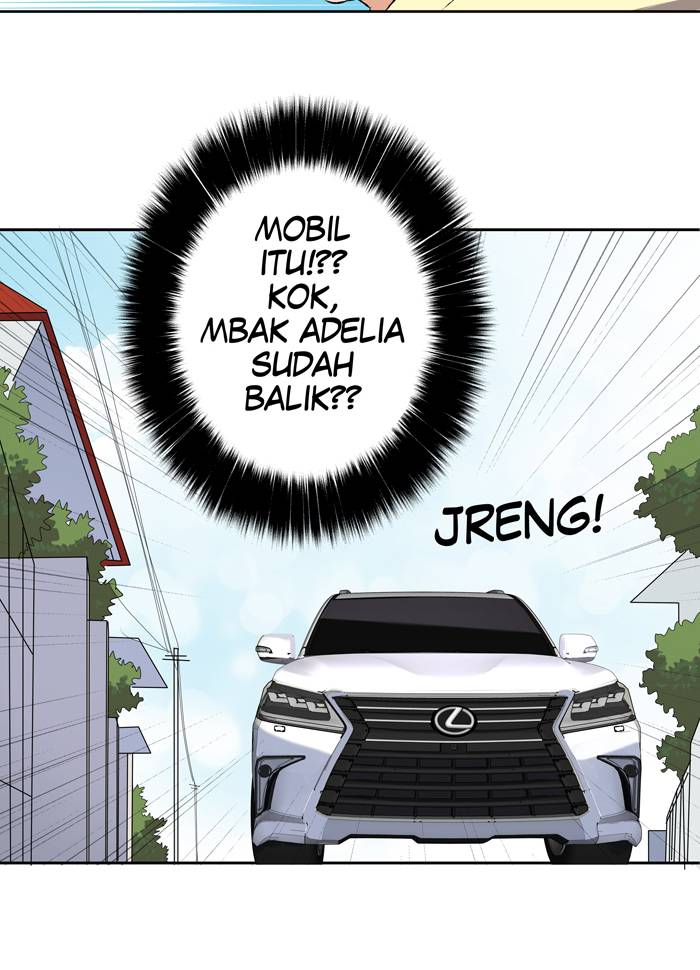 MOBIL
ITU!??
KOK,
MBAK ADELIA
SUDAH
BALIK??
JRENG!